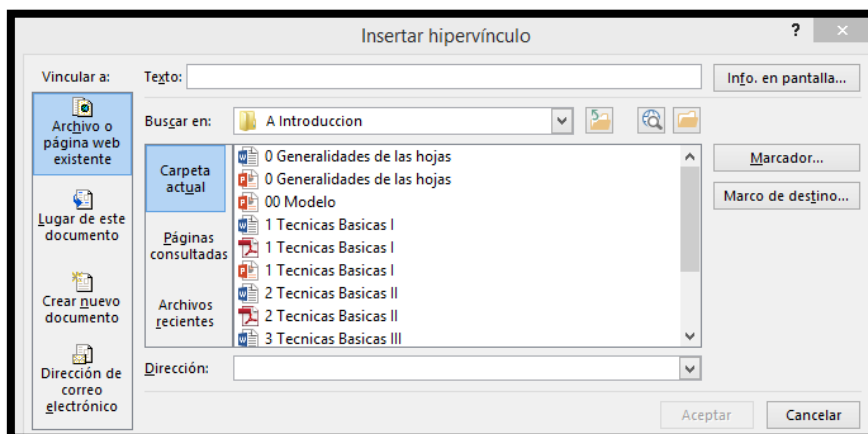 Insertar hipervínculo
?
Vincular a:
Texto:
Info. en pantalla...
Archivo o
página web
existente
Lugar de este
documento
Crear nuevo
documento
Dirección de
correo
electrónico
Buscar en:
A Introduccion
Carpeta
actual
Páginas
consultadas
Archivos
recientes
0 Generalidades de las hojas
0 Generalidades de las hojas
00 Modelo
1 Tecnicas Basicas I
1 Tecnicas Basicas I
1 Tecnicas Basicas I
2 Tecnicas Basicas II
2 Tecnicas Basicas II
3 Tecnicas Basicas III
Marcador...
Marco de destino...
Dirección:
Aceptar
Cancelar